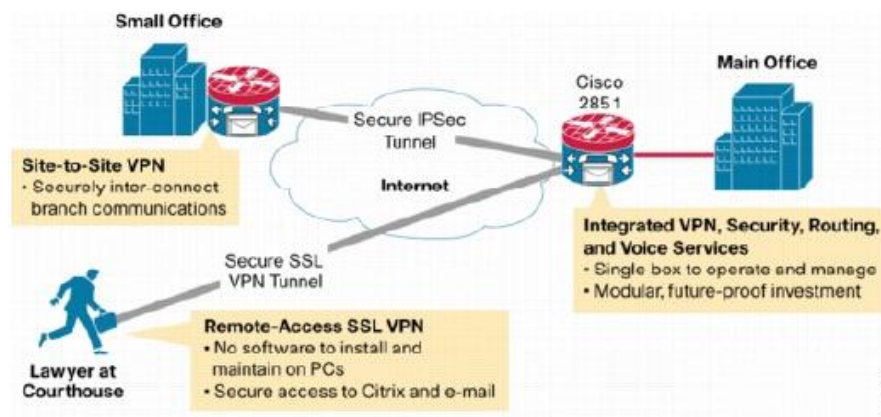 Small Office
Cisco
2851
Main Office
Secure IPSec
Tunnel
Internet
Site-to-Site VPN
· Securely inter-connect
branch communications
Integrated VPN, Security, Routing,
and Voice Services
· Single box to operate and manage
• Modular, future-proof investment
Secure SSL
VPN Tunnel
Remote-Access SSL VPN
• No software to install and
maintain on PCs
• Secure access to Citrix and e-mail
Lawyer at
Courthouse